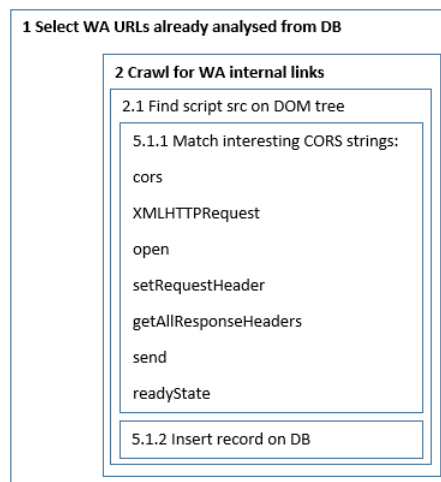 1 Select WA URLs already analysed from DB
2 Crawl for WA internal links
2.1 Find script src on DOM tree
5.1.1 Match interesting CORS strings:
cors
XMLHTTPRequest
open
setRequestHeader
getAllResponseHeaders
send
readyState
5.1.2 Insert record on DB